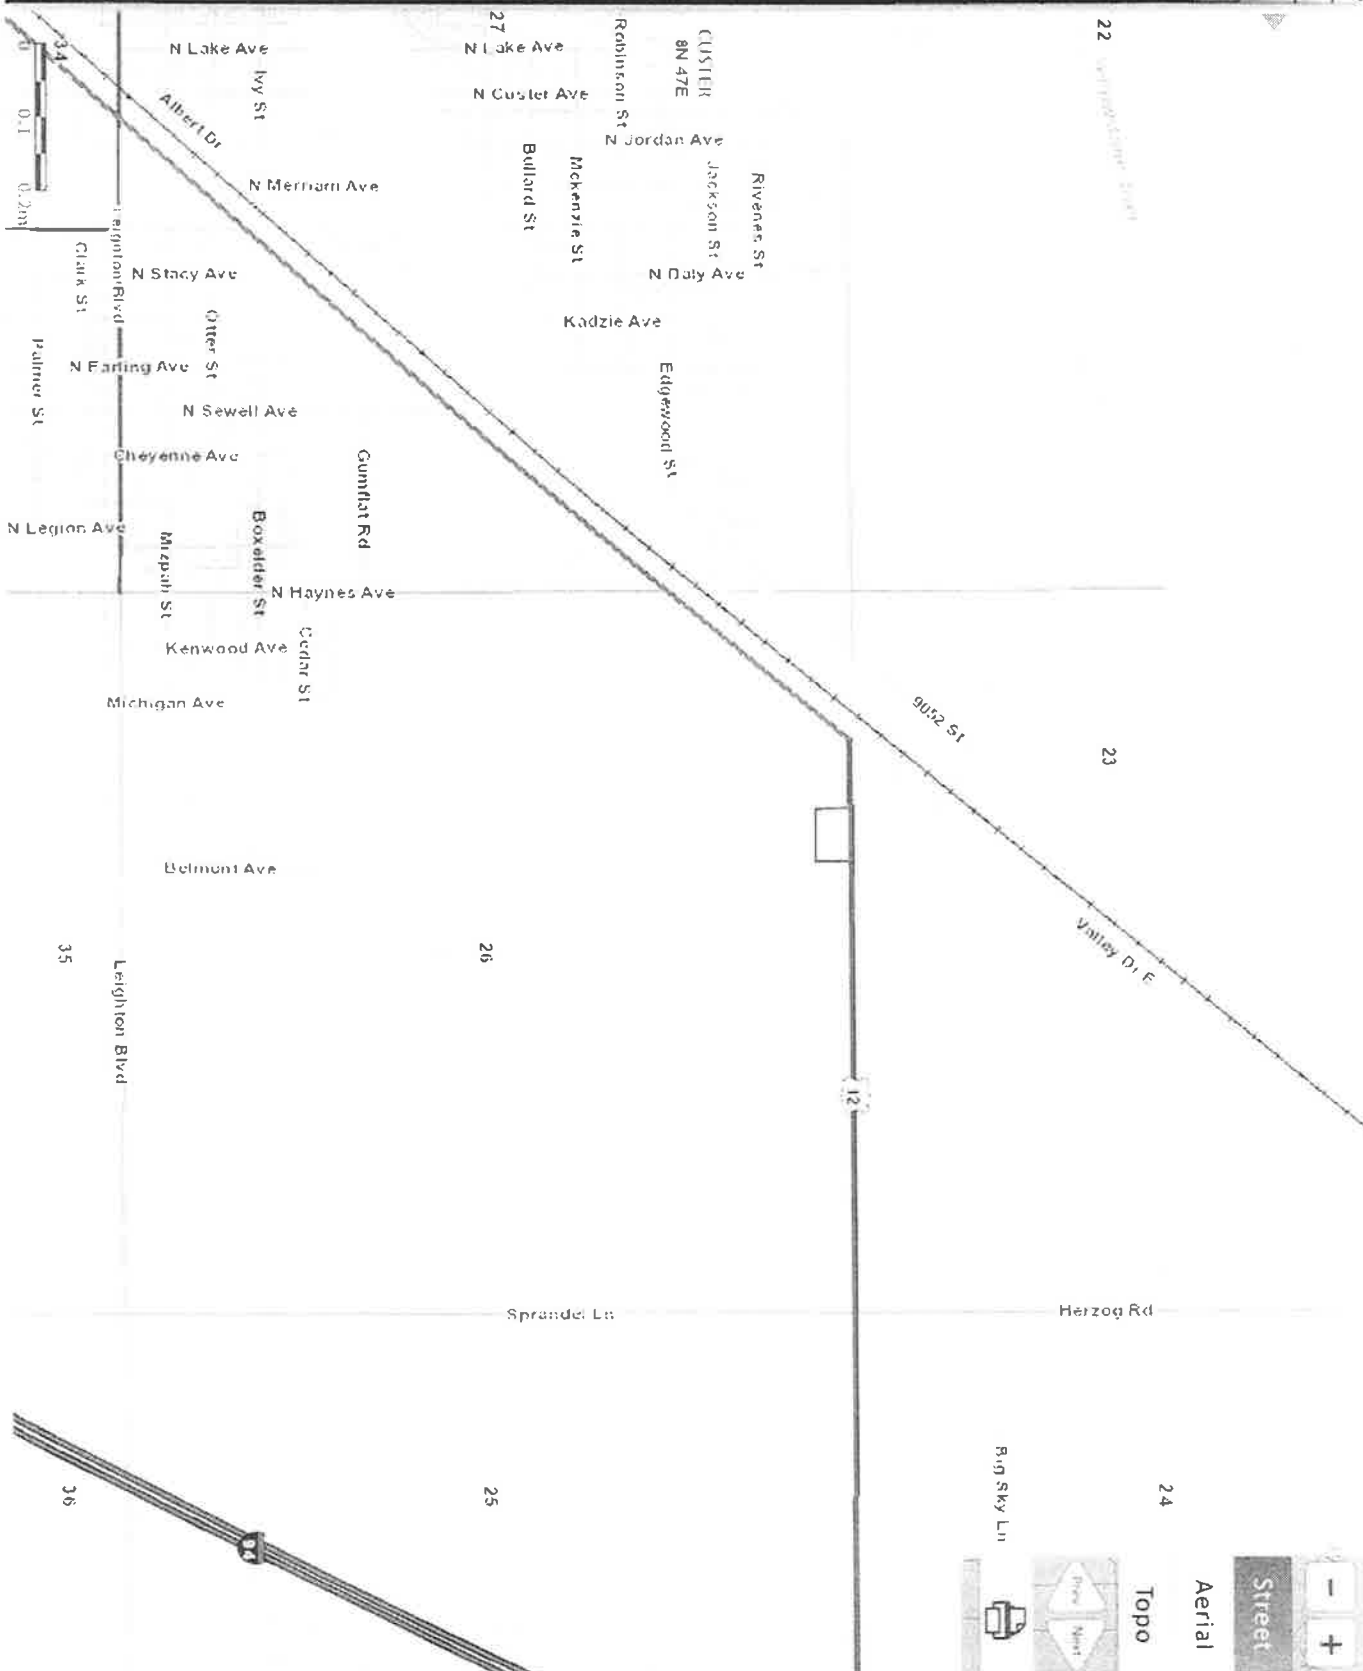 22
CUSTER
8N 47E
Robinson St
27
N Lake Ave
N Lake Ave
N Custer Ave
Ivy St
34
0
0.1
0.2mi
Albert Dr
N Jordan Ave
Rivenes St
Jackson St
Mckenzie St
Bullard St
N Merriam Ave
N Daly Ave
N Stacy Ave
Leighton Blvd
Clark St
Kadzie Ave
Otter St
Palmer St
N Earling Ave
Edgewood St
N Sewell Ave
Cheyenne Ave
Gumflat Rd
N Legion Ave
Boxelder St
Mizpah St
N Haynes Ave
Kenwood Ave
Cedar St
Michigan Ave
9052 St
23
Belmont Ave
Valley Dr E
26
35
Leighton Blvd
12
Herzog Rd
Sprandel Ln
24
Big Sky Ln
25
36
94
- +
Street
Aerial
Topo
Prev Next